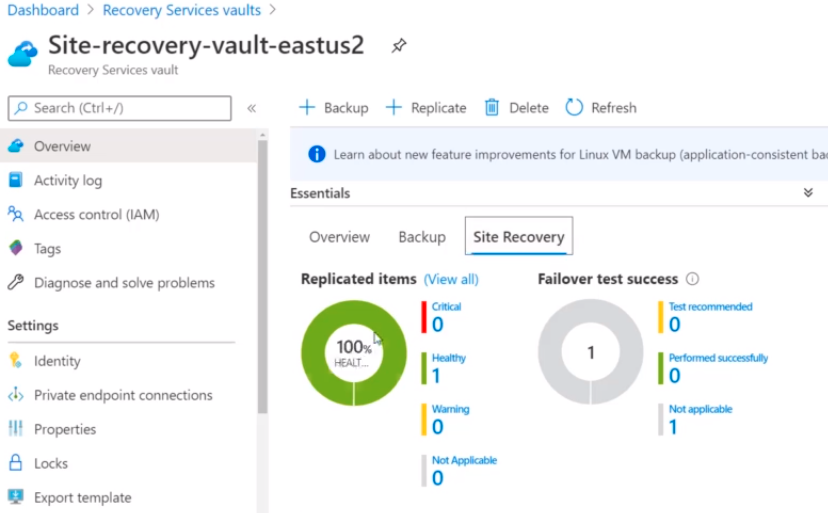 Dashboard > Recovery Services vaults >
Site-recovery-vault-eastus2
Recovery Services vault
Search (Ctrl+/)
«
+ Backup + Replicate Delete Refresh
Overview
Activity log
Access control (IAM)
Tags
Diagnose and solve problems
Settings
Identity
Private endpoint connections
Properties
Locks
Export template
Learn about new feature improvements for Linux VM backup (application-consistent
Essentials
Overview Backup Site Recovery
Replicated items (View all)
100%
HEALT...
Critical
0
Healthy
1
Warning
0
Not Applicable
0
Failover test success
1
Test recommended
0
Performed successfully
0
Not applicable
1